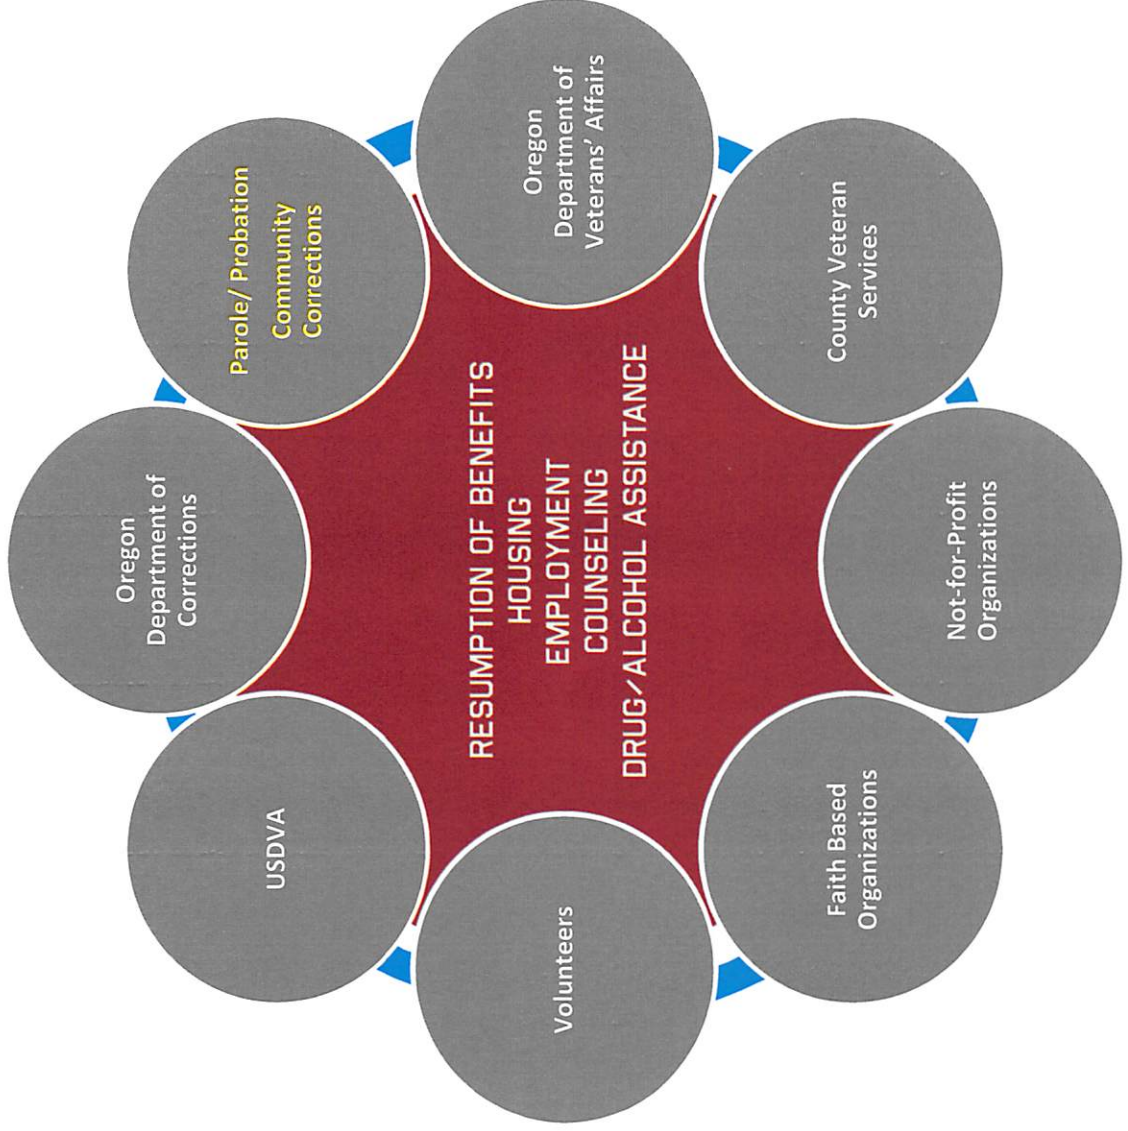 Oregon
Department of
Corrections
Parole/ Probation
Community
Corrections
Oregon
Department of
Veterans' Affairs
County Veteran
Services
Not-for-Profit
Organizations
Faith Based
Organizations
Volunteers
USDVA
RESUMPTION OF BENEFITS
HOUSING
EMPLOYMENT
COUNSELING
DRUG/ALCOHOL ASSISTANCE